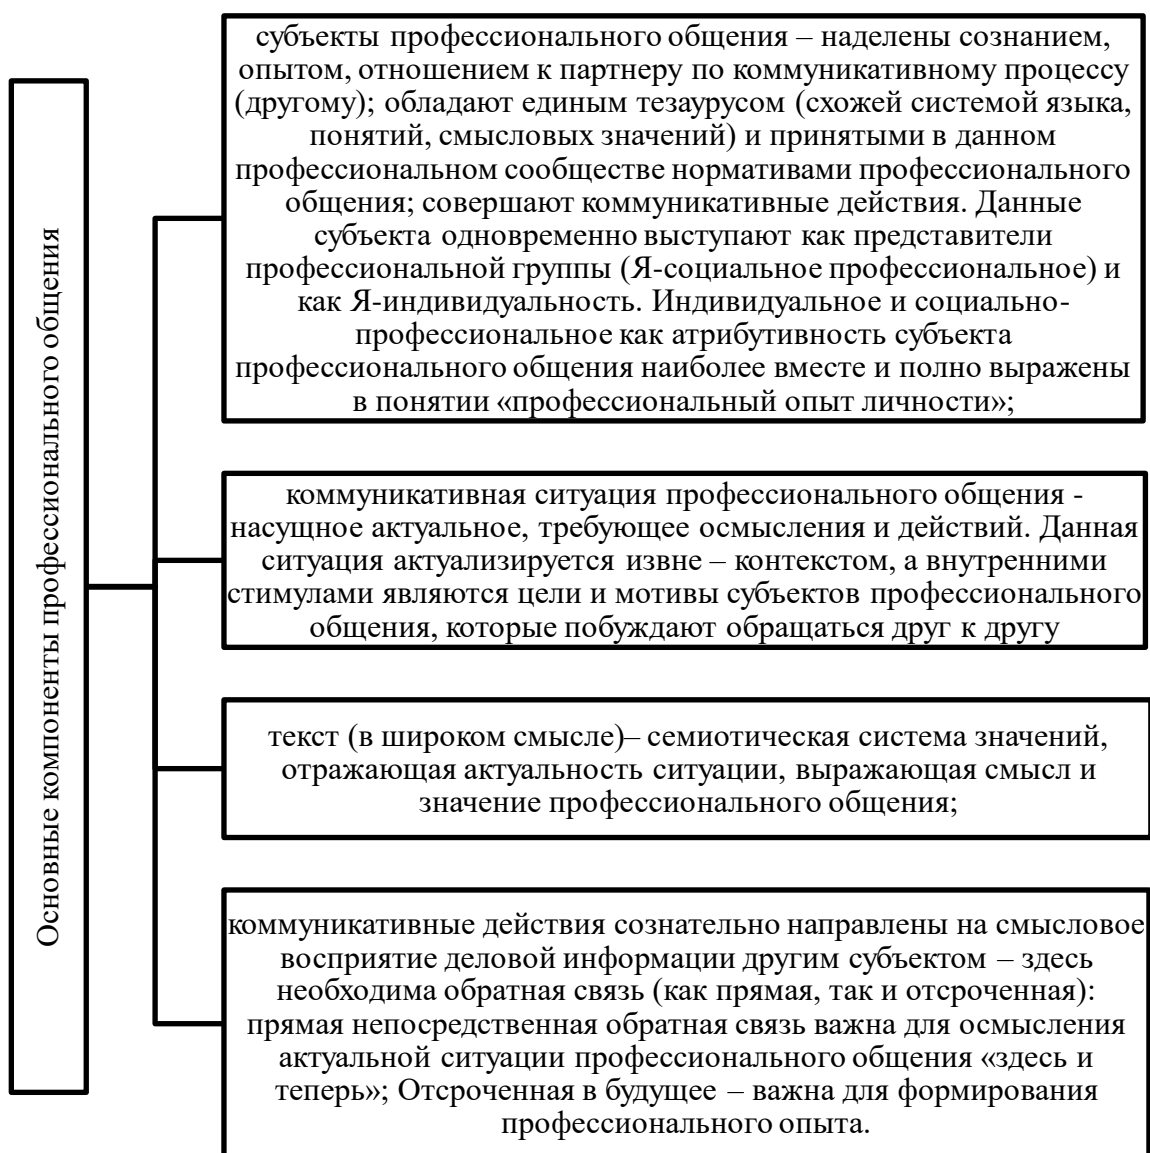 Основные компоненты профессионального общения
субъекты профессионального общения – наделены сознанием,
опытом, отношением к партнеру по коммуникативному процессу
(другому); обладают единым тезаурусом (схожей системой языка,
понятий, смысловых значений) и принятыми в данном
профессиональном сообществе нормативами профессионального
общения; совершают коммуникативные действия. Данные
субъекта одновременно выступают как представители
профессиональной группы (Я-социальное профессиональное) и
как Я-индивидуальность. Индивидуальное и социально-
профессиональное как атрибутивность субъекта
профессионального общения наиболее вместе и полно выражены
в понятии «профессиональный опыт личности»;
коммуникативная ситуация профессионального общения -
насущное актуальное, требующее осмысления и действий. Данная
ситуация актуализируется извне – контекстом, а внутренними
стимулами являются цели и мотивы субъектов профессионального
общения, которые побуждают обращаться друг к другу
текст (в широком смысле)– семиотическая система значений,
отражающая актуальность ситуации, выражающая смысл и
значение профессионального общения;
коммуникативные действия сознательно направлены на смысловое
восприятие деловой информации другим субъектом – здесь
необходима обратная связь (как прямая, так и отсроченная):
прямая непосредственная обратная связь важна для осмысления
актуальной ситуации профессионального общения «здесь и
теперь»; Отсроченная в будущее – важна для формирования
профессионального опыта.